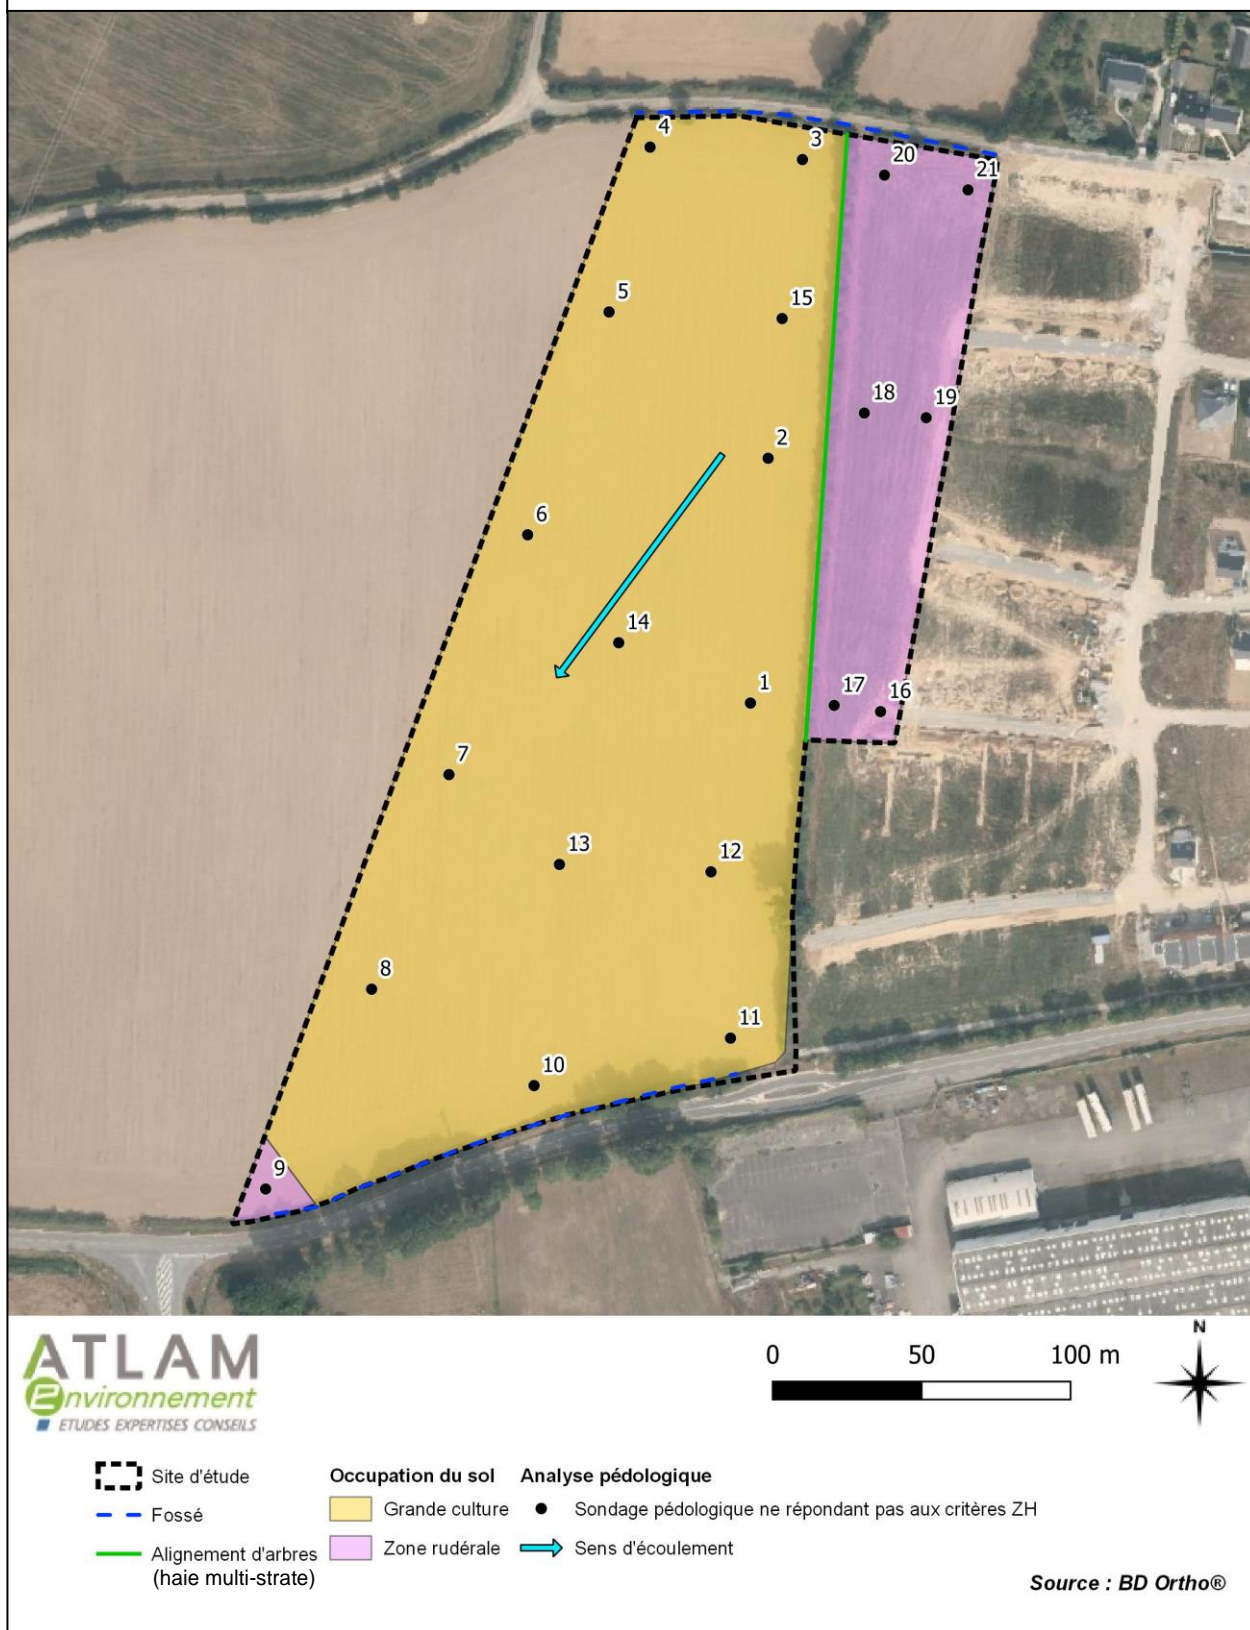 4
3
20
21
5
15
18
19
2
6
14
1
17
16
7
13
12
8
11
10
9
ATLAM
Environnement
ETUDES EXPERTISES CONSEILS
0 50 100 m
N
Site d'étude
Fossé
Alignement d'arbres
(haie multi-strate)
Occupation du sol
Grande culture
Zone rudérale
Analyse pédologique
Sondage pédologique ne répondant pas aux critères ZH
Sens d'écoulement
Source : BD Ortho®